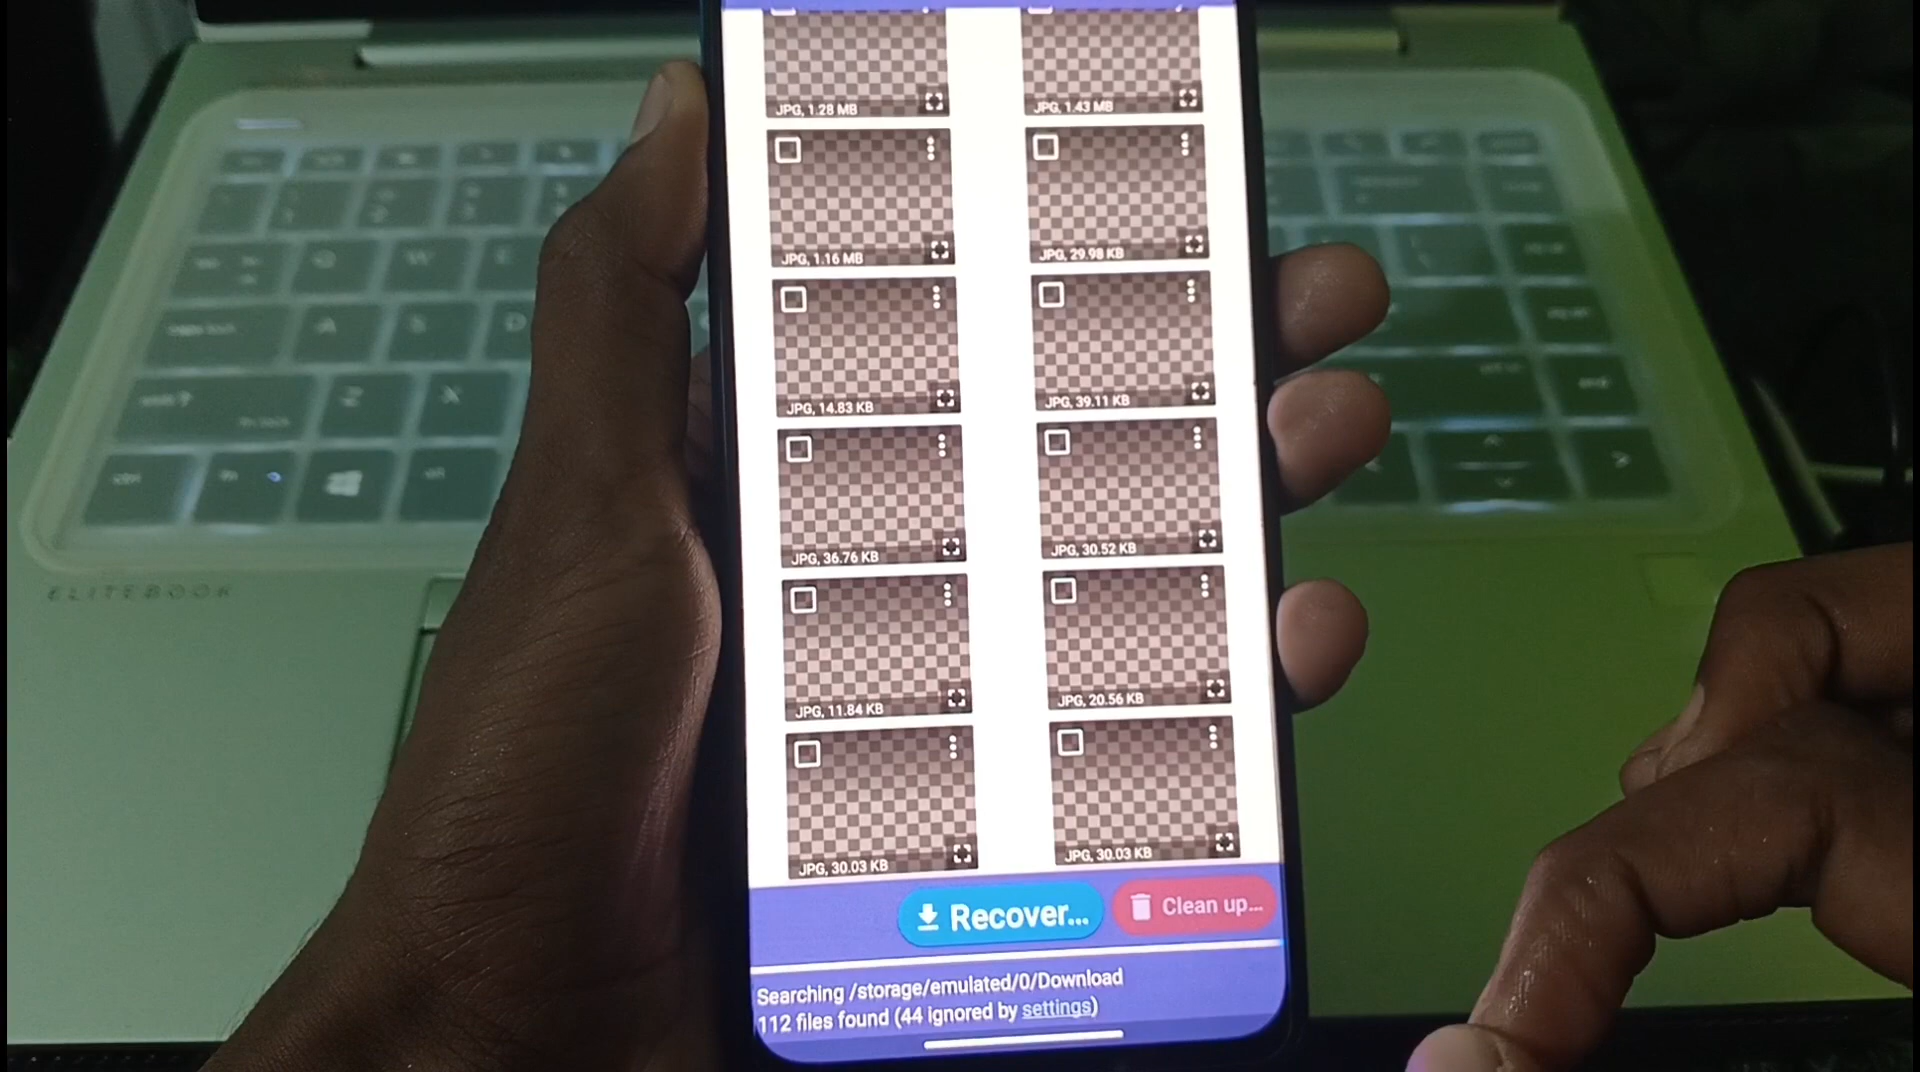 JPG, 1.28 MB
JPG, 1.43 MB
JPG, 1.16 MB
JPG, 29.98 KB
JPG, 14.83 KB
JPG, 39.11 KB
JPG, 36.76 KB
JPG, 30.52 KB
JPG, 11.84 KB
JPG, 20.56 KB
JPG, 30.03 KB
JPG, 30.03 KB
Recover...
Clean up...
Searching /storage/emulated/0/Download
112 files found (44 ignored by settings)
Q W E
A S D
Z X
ELITEBOOK